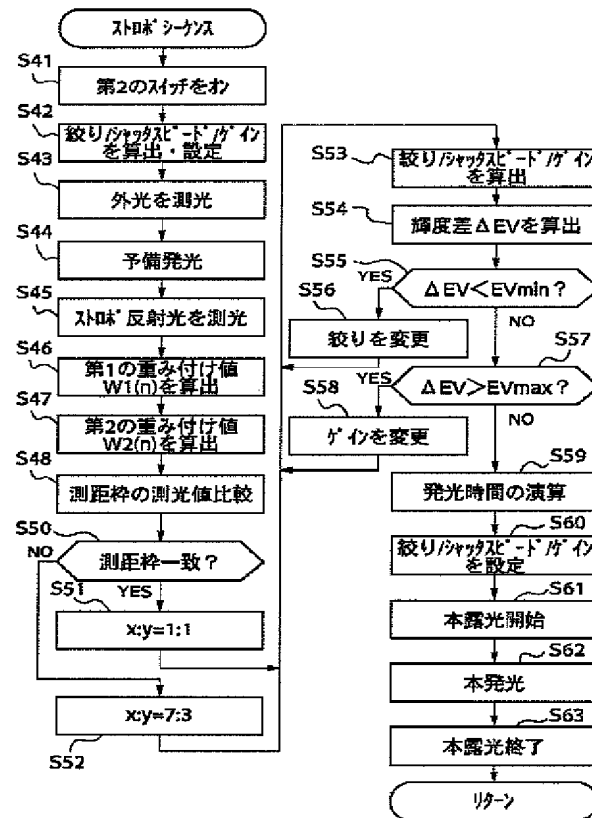 ストロボシーケンス
S41
第2のスイッチをオン
S42
絞り/シャッタスピード/ゲイン
を算出・設定
S43
外光を測光
S44
予備発光
S45
ストロボ反射光を測光
S46
第1の重み付け値
W1(n)を算出
S47
第2の重み付け値
W2(n)を算出
S48
測距枠の測光値比較
S50
測距枠一致?
NO
YES
S51
x:y=1:1
x:y=7:3
S52
S53
絞り/シャッタスピード/ゲイン
を算出
S54
輝度差ΔEVを算出
S55
ΔEV<EVmin?
YES
NO
S56
絞りを変更
S57
ΔEV>EVmax?
YES
NO
S58
ゲインを変更
S59
発光時間の演算
S60
絞り/シャッタスピード/ゲイン
を設定
S61
本露光開始
S62
本発光
S63
本露光終了
リターン